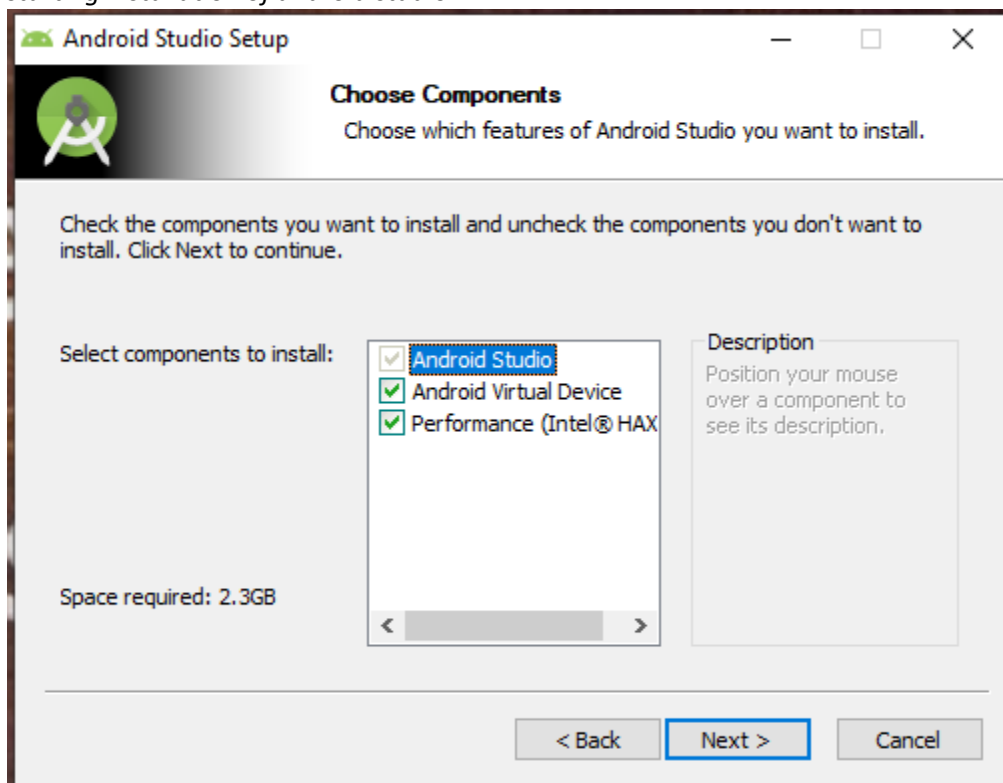 Android Studio Setup
Choose Components
Choose which features of Android Studio you want to install.
Check the components you want to install and uncheck the components you don't want to
install. Click Next to continue.
Select components to install:
Android Studio
Android Virtual Device
Performance (Intel® HAX
Description
Position your mouse
over a component to
see its description.
Space required: 2.3GB
< Back
Next >
Cancel